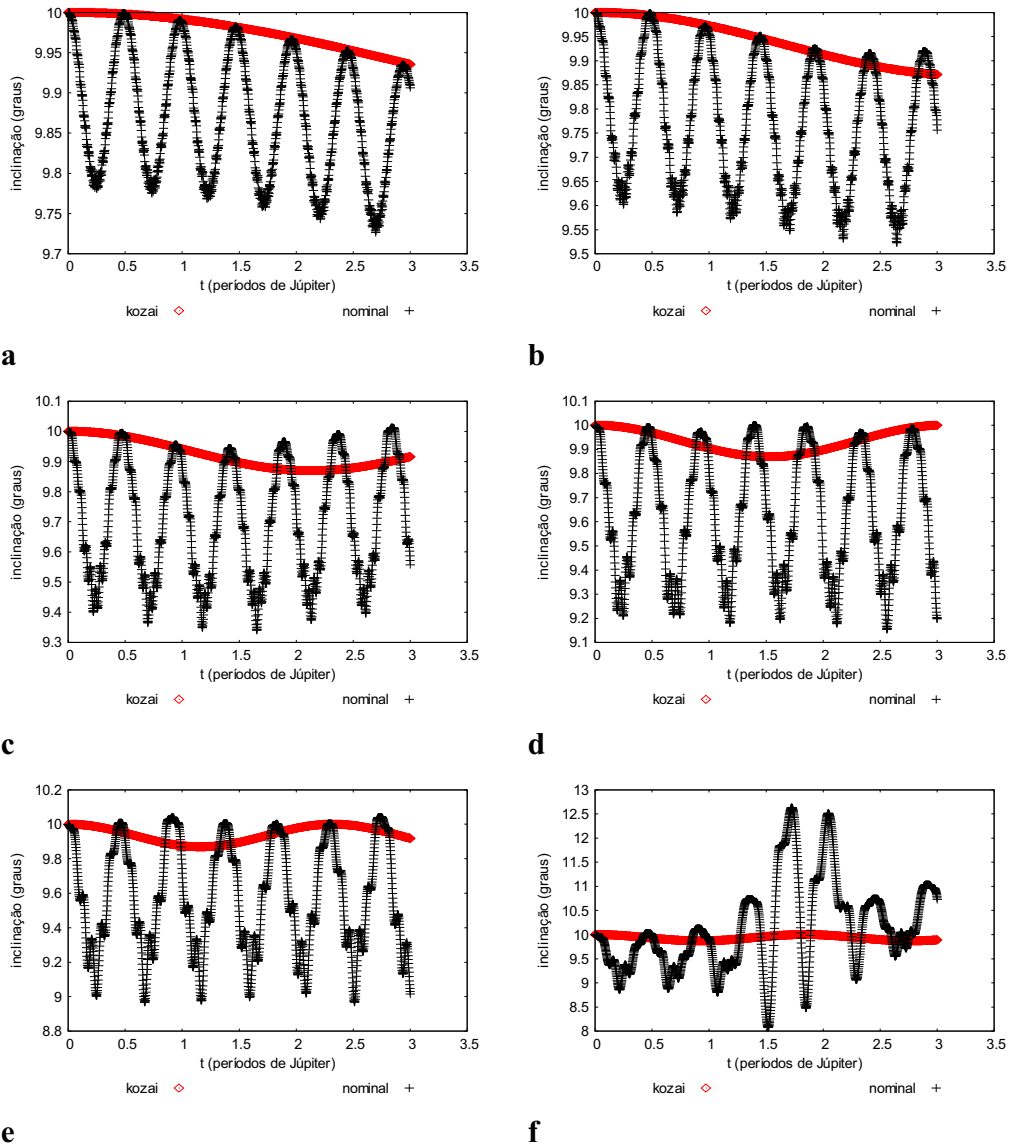 10
9.95
9.9
9.85
9.8
9.75
9.7
inclinação (graus)
0 0.5 1 1.5 2 2.5 3 3.5
t (períodos de Júpiter)
kozai nominal
a
10
9.95
9.9
9.85
9.8
9.75
9.7
9.65
9.6
9.55
9.5
inclinação (graus)
0 0.5 1 1.5 2 2.5 3 3.5
t (períodos de Júpiter)
kozai nominal
b
10.1
10
9.9
9.8
9.7
9.6
9.5
9.4
9.3
inclinação (graus)
0 0.5 1 1.5 2 2.5 3 3.5
t (períodos de Júpiter)
kozai nominal
c
10.1
10
9.9
9.8
9.7
9.6
9.5
9.4
9.3
9.2
9.1
inclinação (graus)
0 0.5 1 1.5 2 2.5 3 3.5
t (períodos de Júpiter)
kozai nominal
d
10.2
10
9.8
9.6
9.4
9.2
9
8.8
inclinação (graus)
0 0.5 1 1.5 2 2.5 3 3.5
t (períodos de Júpiter)
kozai nominal
e
13
12.5
12
11.5
11
10.5
10
9.5
9
8.5
8
inclinação (graus)
0 0.5 1 1.5 2 2.5 3 3.5
t (períodos de Júpiter)
kozai nominal
f